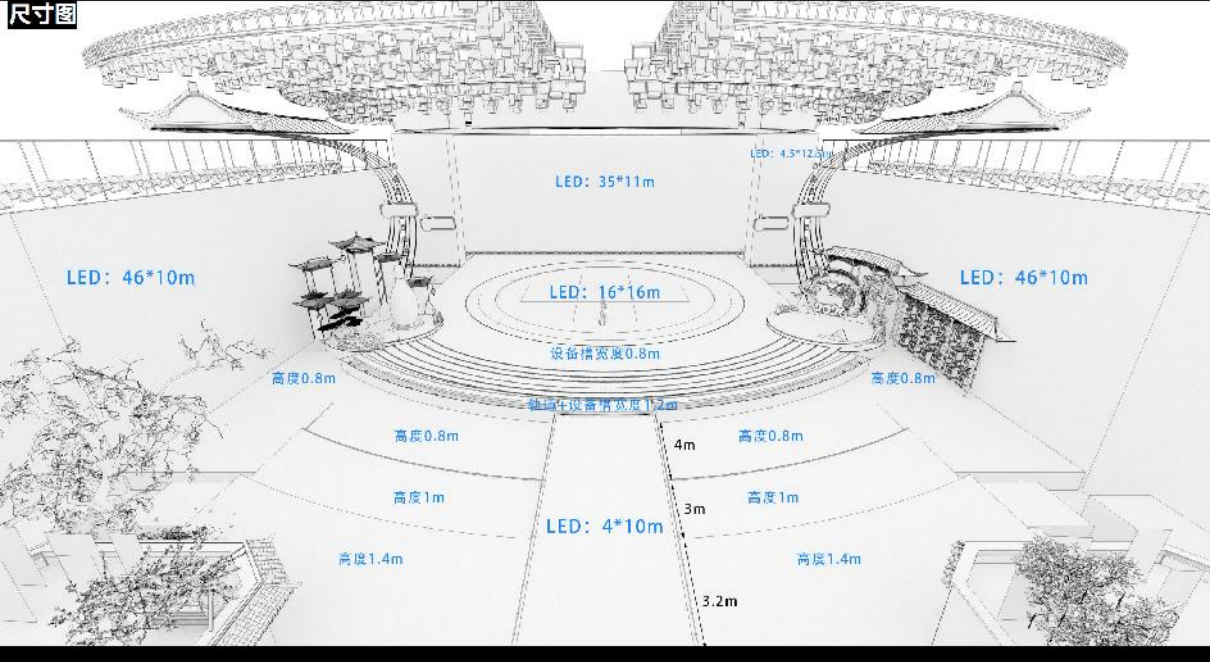 尺寸图
LED：4.5*12.5m
LED：35*11m
LED：46*10m
LED：46*10m
LED：16*16m
设备槽宽度0.8m
高度0.8m
高度0.8m
轨道+设备槽宽度1.2m
高度0.8m
高度0.8m
4m
高度1m
高度1m
3m
LED：4*10m
高度1.4m
高度1.4m
3.2m